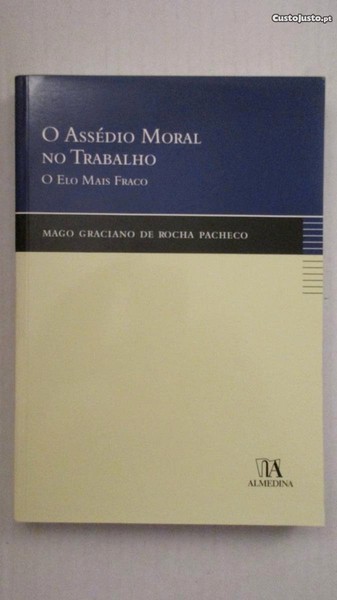 CustoJusto.pt
O Assédio Moral
no Trabalho
O Elo Mais Fraco
MAGO GRACIANO DE ROCHA PACHECO
ALMEDINA